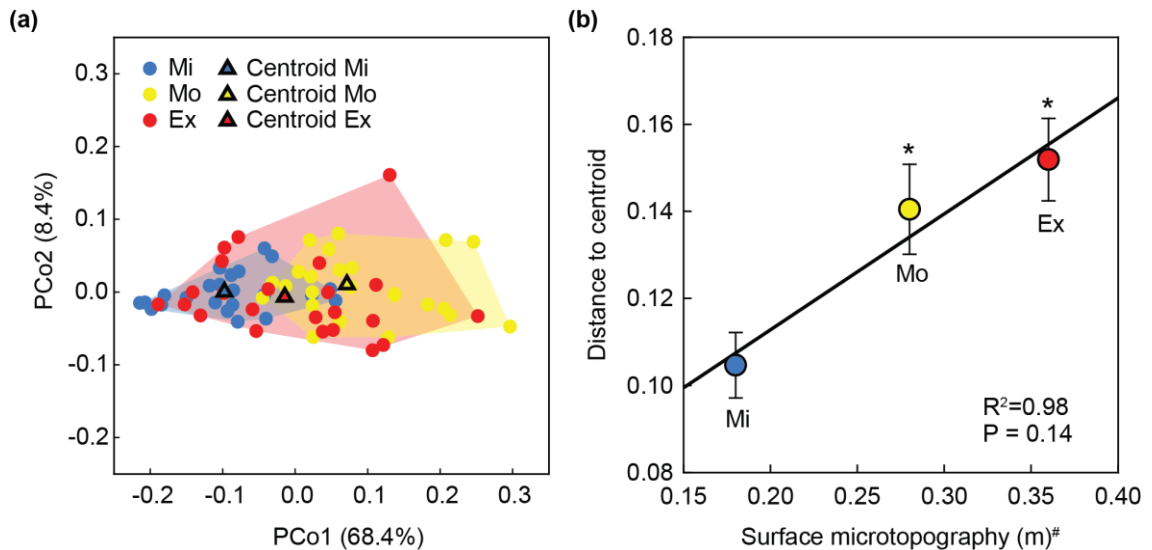 (a)
0.3
0.2
0.1
0.0
-0.1
-0.2
PCo2 (8.4%)
Mi
Mo
Ex
Centroid Mi
Centroid Mo
Centroid Ex
-0.2 -0.1 0.0 0.1 0.2 0.3
PCo1 (68.4%)
(b)
0.18
0.16
0.14
0.12
0.10
0.08
Distance to centroid
*
*
Mi
Mo
Ex
R²=0.98
P = 0.14
0.15 0.20 0.25 0.30 0.35 0.40
Surface microtopography (m)#